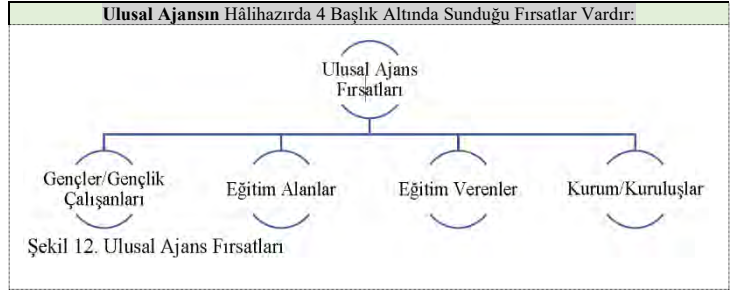 Ulusal Ajansın Hâlihazırda 4 Başlık Altında Sunduğu Fırsatlar Vardır:
Ulusal Ajans
Fırsatları
Gençler/Gençlik
Çalışanları
Eğitim Alanlar
Eğitim Verenler
Kurum/Kuruluşlar
Şekil 12. Ulusal Ajans Fırsatları